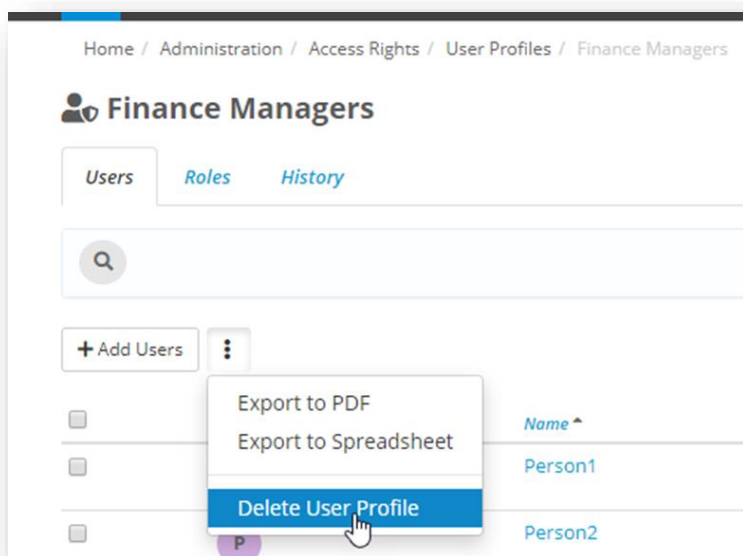 Home / Administration / Access Rights / User Profiles / Finance Managers
Finance Managers
Users Roles History
+ Add Users
Export to PDF
Export to Spreadsheet
Name
Person1
Delete User Profile
P
Person2